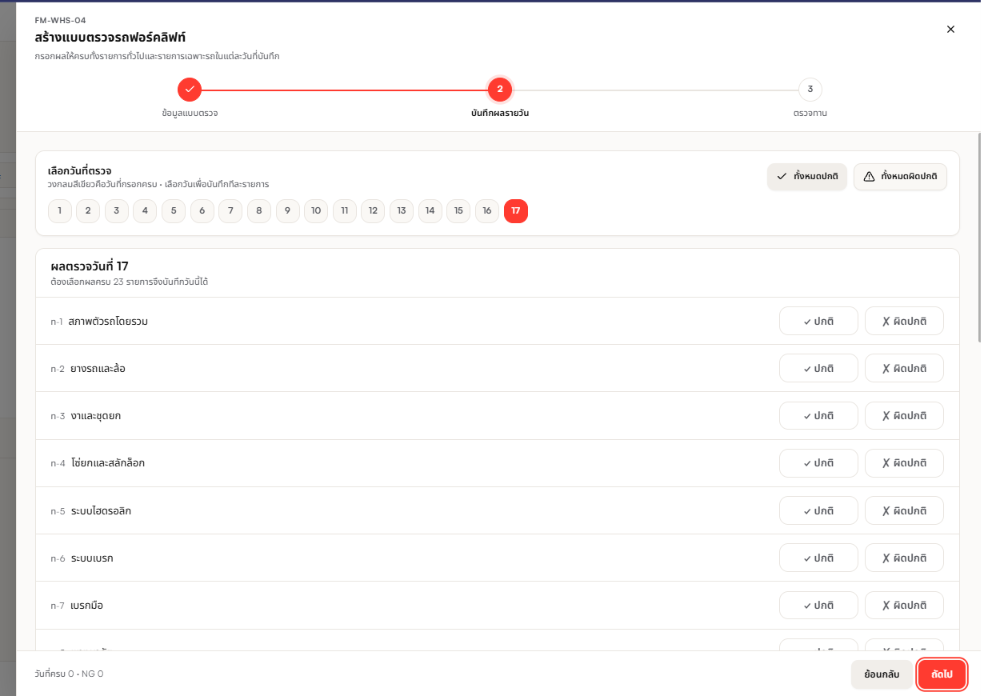 FM-WHS-04
สร้างแบบตรวจรถฟอร์คลิฟท์
กรอกผลให้ครบทั้งรายการทั่วไปและรายการเฉพาะรถในแต่ละวันที่บันทึก
2
3
ข้อมูลแบบตรวจ
บันทึกผลรายวัน
ตรวจทาน
เลือกวันที่ตรวจ
วงกลมสีเขียวคือวันที่กรอกครบ • เลือกวันเพื่อบันทึกทีละรายการ
ทั้งหมดปกติ
ทั้งหมดผิดปกติ
1 2 3 4 5 6 7 8 9 10 11 12 13 14 15 16 17
ผลตรวจวันที่ 17
ต้องเลือกผลครบ 23 รายการจึงบันทึกวันนี้ได้
ก-1 สภาพตัวรถโดยรวม ✓ ปกติ ✗ ผิดปกติ
ก-2 ยางรถและล้อ ✓ ปกติ ✗ ผิดปกติ
ก-3 งาและชุดยก ✓ ปกติ ✗ ผิดปกติ
ก-4 โซ่ยกและสลักล็อก ✓ ปกติ ✗ ผิดปกติ
ก-5 ระบบไฮดรอลิก ✓ ปกติ ✗ ผิดปกติ
ก-6 ระบบเบรก ✓ ปกติ ✗ ผิดปกติ
ก-7 เบรกมือ ✓ ปกติ ✗ ผิดปกติ
วันที่ครบ 0 • NG 0
ย้อนกลับ
ถัดไป